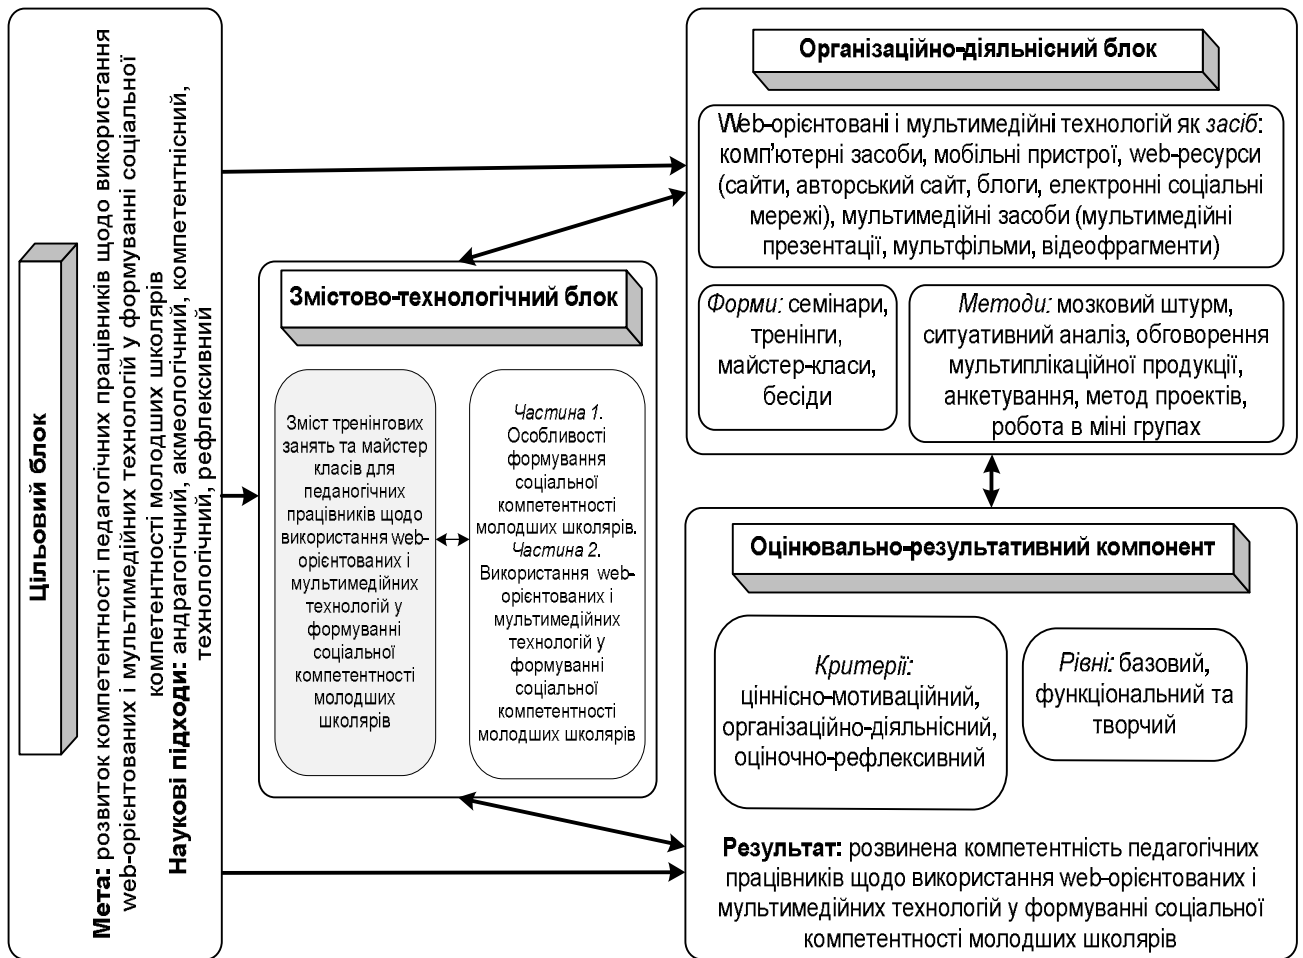 Цільовий блок
Мета: розвиток компетентності педагогічних працівників щодо використання
web-орієнтованих і мультимедійних технологій у формуванні соціальної
компетентності молодших школярів
Наукові підходи: андрагогічний, акмеологічний, компетентнісний,
технологічний, рефлексивний
Змістово-технологічний блок
Зміст тренінгових
занять та майстер
класів для
педагогічних
працівників щодо
використання web-
орієнтованих і
мультимедійних
технологій у
формуванні
соціальної
компетентності
молодших
школярів
Частина 1.
Особливості
формування
соціальної
компетентності
молодших школярів.
Частина 2.
Використання web-
орієнтованих і
мультимедійних
технологій у
формуванні
соціальної
компетентності
молодших школярів
Організаційно-діяльнісний блок
Web-орієнтовані і мультимедійні технологій як засіб:
комп'ютерні засоби, мобільні пристрої, web-ресурси
(сайти, авторський сайт, блоги, електронні соціальні
мережі), мультимедійні засоби (мультимедійні
презентації, мультфільми, відеофрагменти)
Форми: семінари,
тренінги,
майстер-класи,
бесіди
Методи: мозковий штурм,
ситуативний аналіз, обговорення
мультиплікаційної продукції,
анкетування, метод проектів,
робота в міні групах
Оцінювально-результативний компонент
Критерії:
ціннісно-мотиваційний,
організаційно-діяльнісний,
оціночно-рефлексивний
Рівні: базовий,
функціональний та
творчий
Результат: розвинена компетентність педагогічних
працівників щодо використання web-орієнтованих і
мультимедійних технологій у формуванні соціальної
компетентності молодших школярів